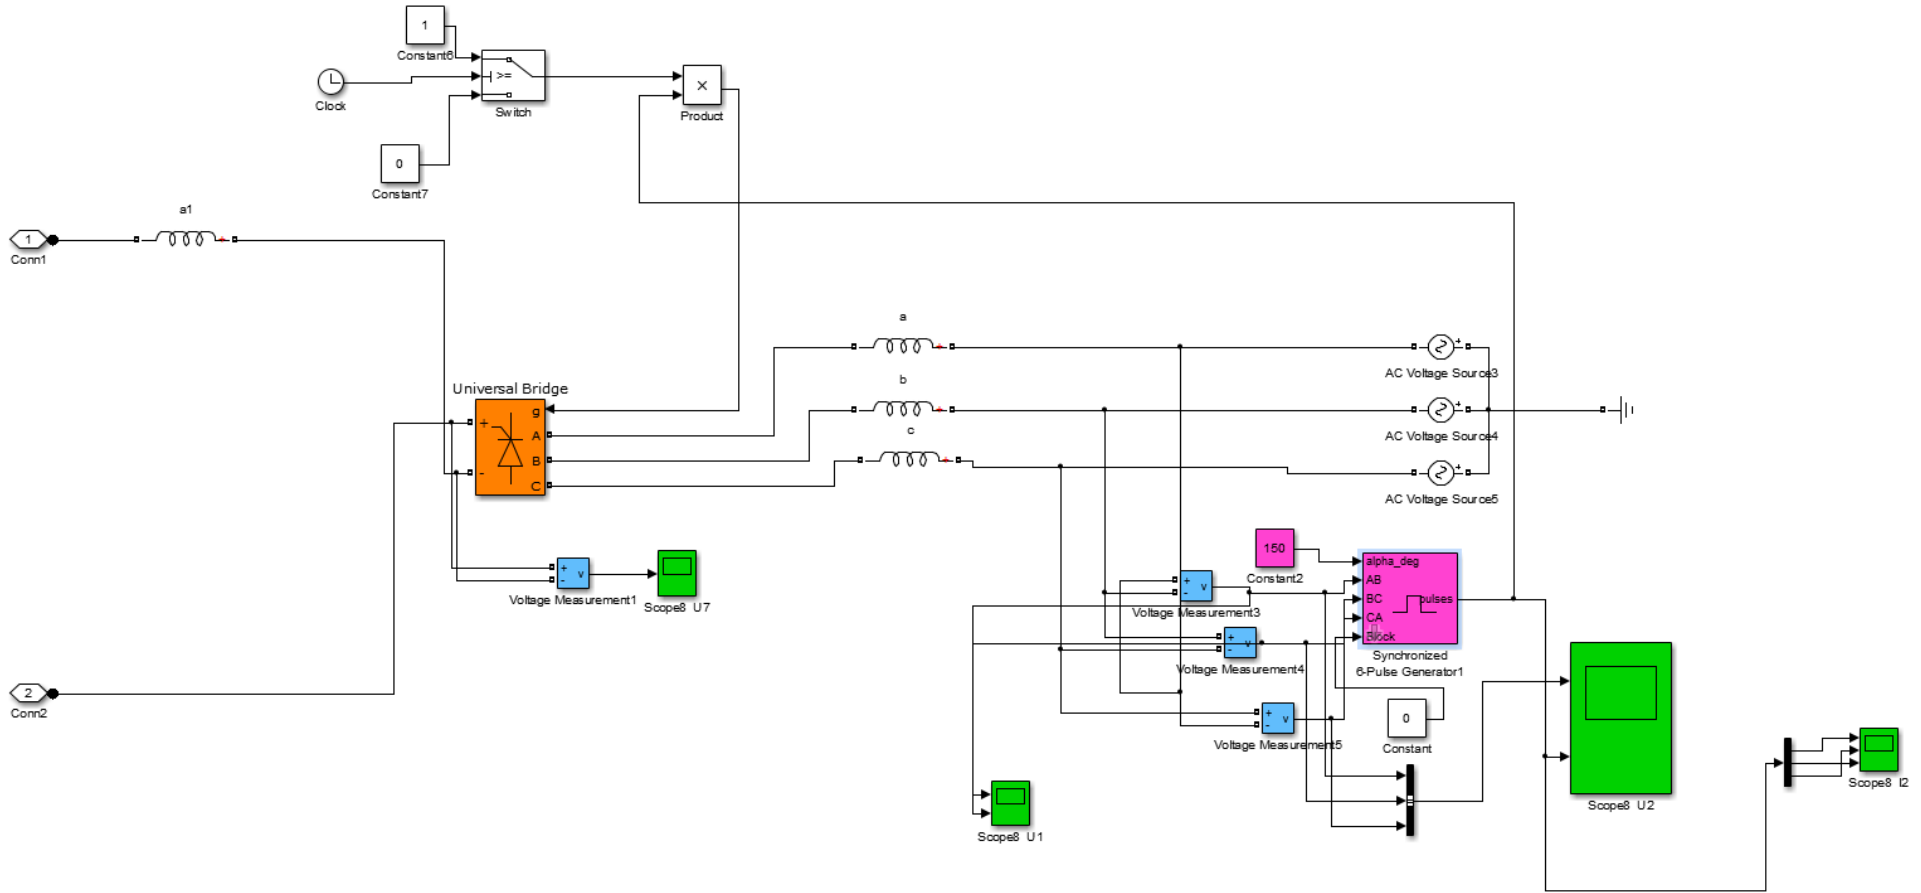 1
Constant6
>=
Clock
Switch
×
Product
0
Constant7
a1
1
Conn1
a
AC Voltage Source3
b
Universal Bridge
g
+
A
B
-
C
AC Voltage Source4
c
AC Voltage Source5
150
Constant2
alpha_deg
AB
BC
CA
Block
pulses
Synchronized
6-Pulse Generator1
+
-
v
Voltage Measurement1
Scope8 U7
+
-
v
Voltage Measurement3
+
-
v
Voltage Measurement4
2
Conn2
+
-
v
Voltage Measurement5
0
Constant
Scope8 U1
Scope8 U2
Scope8 I2